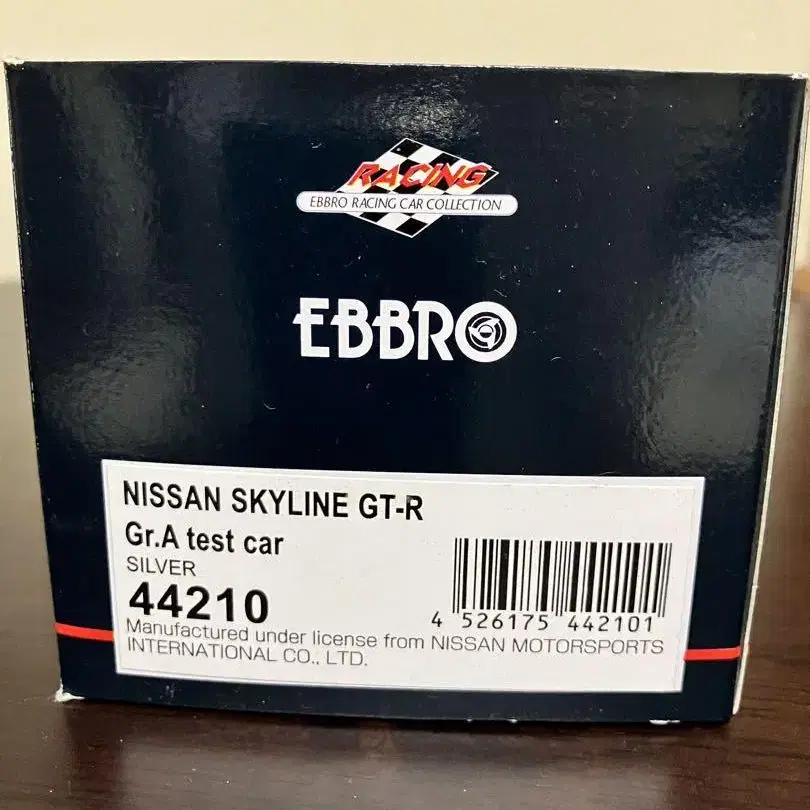 RACING
EBBRO RACING CAR COLLECTION
EBBRO
NISSAN SKYLINE GT-R
Gr.A test car
SILVER
44210
4 526175 442101
Manufactured under license from NISSAN MOTORSPORTS
INTERNATIONAL CO., LTD.